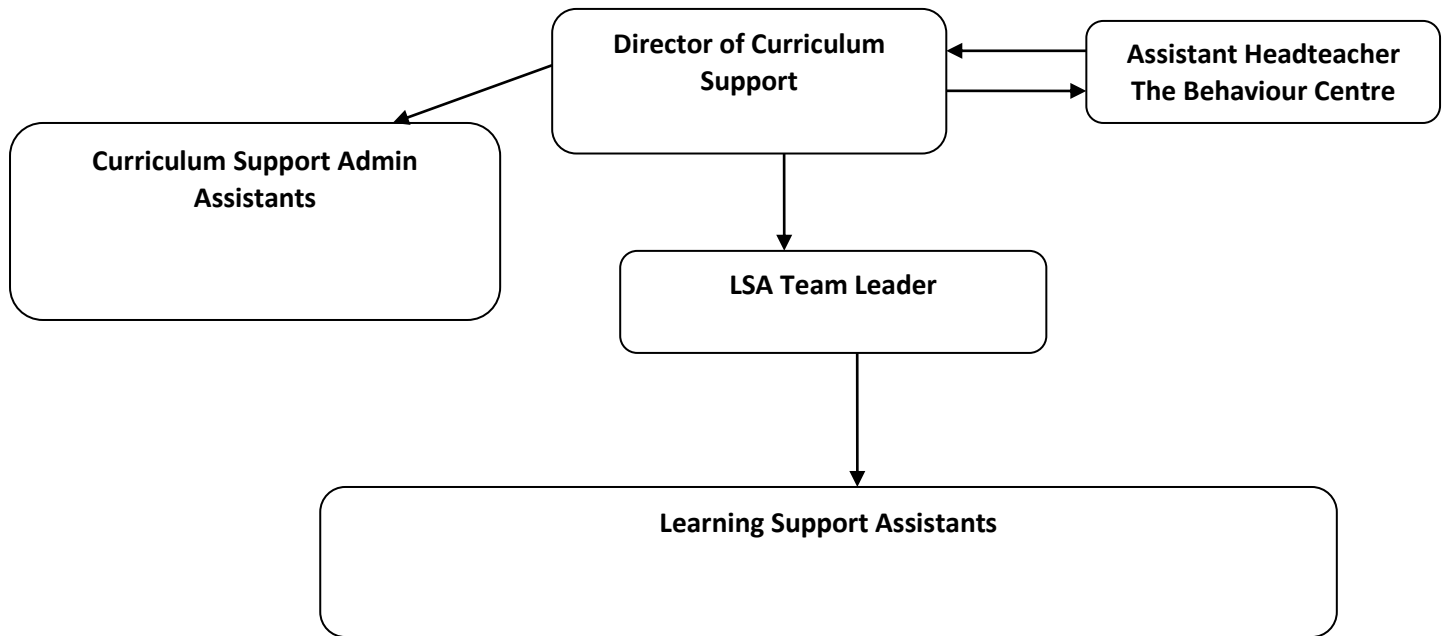 Director of Curriculum
Support
Assistant Headteacher
The Behaviour Centre
Curriculum Support Admin
Assistants
LSA Team Leader
Learning Support Assistants